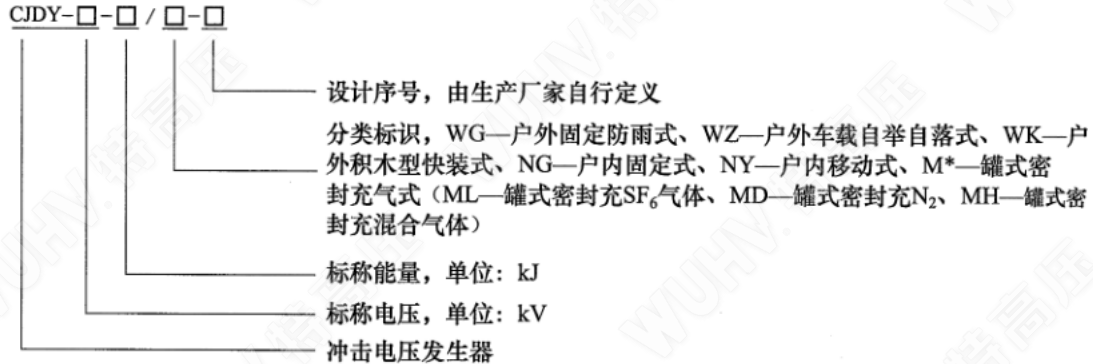 CJDY-□-□/□-□
设计序号，由生产厂家自行定义
分类标识，WG—户外固定防雨式、WZ—户外车载自举自落式、WK—户
外积木型快装式、NG—户内固定式、NY—户内移动式、M*—罐式密
封充气式（ML—罐式密封充SF₆气体、MD—罐式密封充N₂、MH—罐式密
封充混合气体）
标称能量，单位：kJ
标称电压，单位：kV
冲击电压发生器